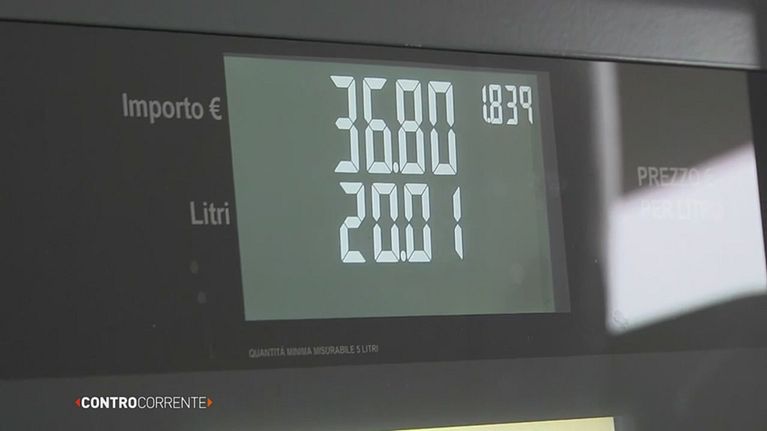 Importo € 36.80 1.839
Litri 20.01
PREZZO €
PER LITRO
QUANTITÀ MINIMA MISURABILE 5 LITRI
CONTROCORRENTE